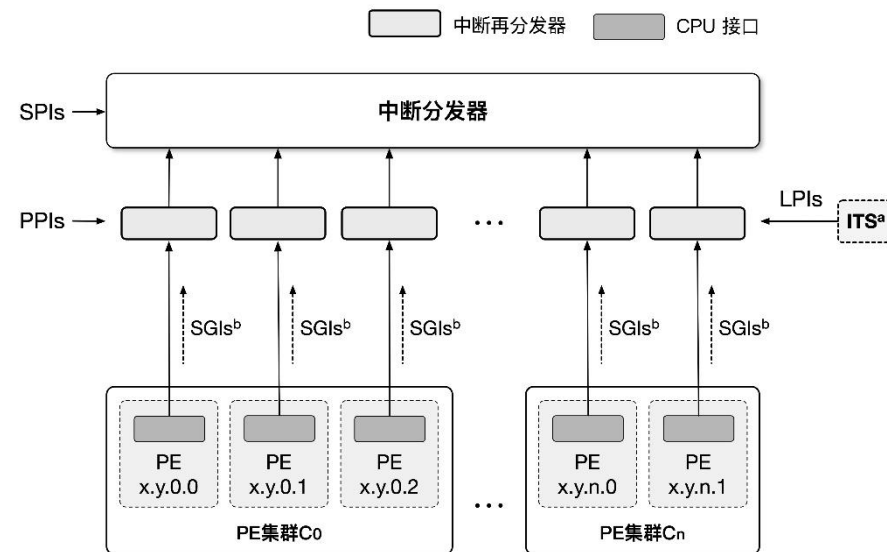 中断再分发器
CPU 接口
SPIs
中断分发器
PPIs
...
LPIs
ITSᵃ
SGIsᵇ
SGIsᵇ
SGIsᵇ
SGIsᵇ
SGIsᵇ
PE
x.y.0.0
PE
x.y.0.1
PE
x.y.0.2
PE
x.y.n.0
PE
x.y.n.1
PE集群C₀
...
PE集群Cₙ